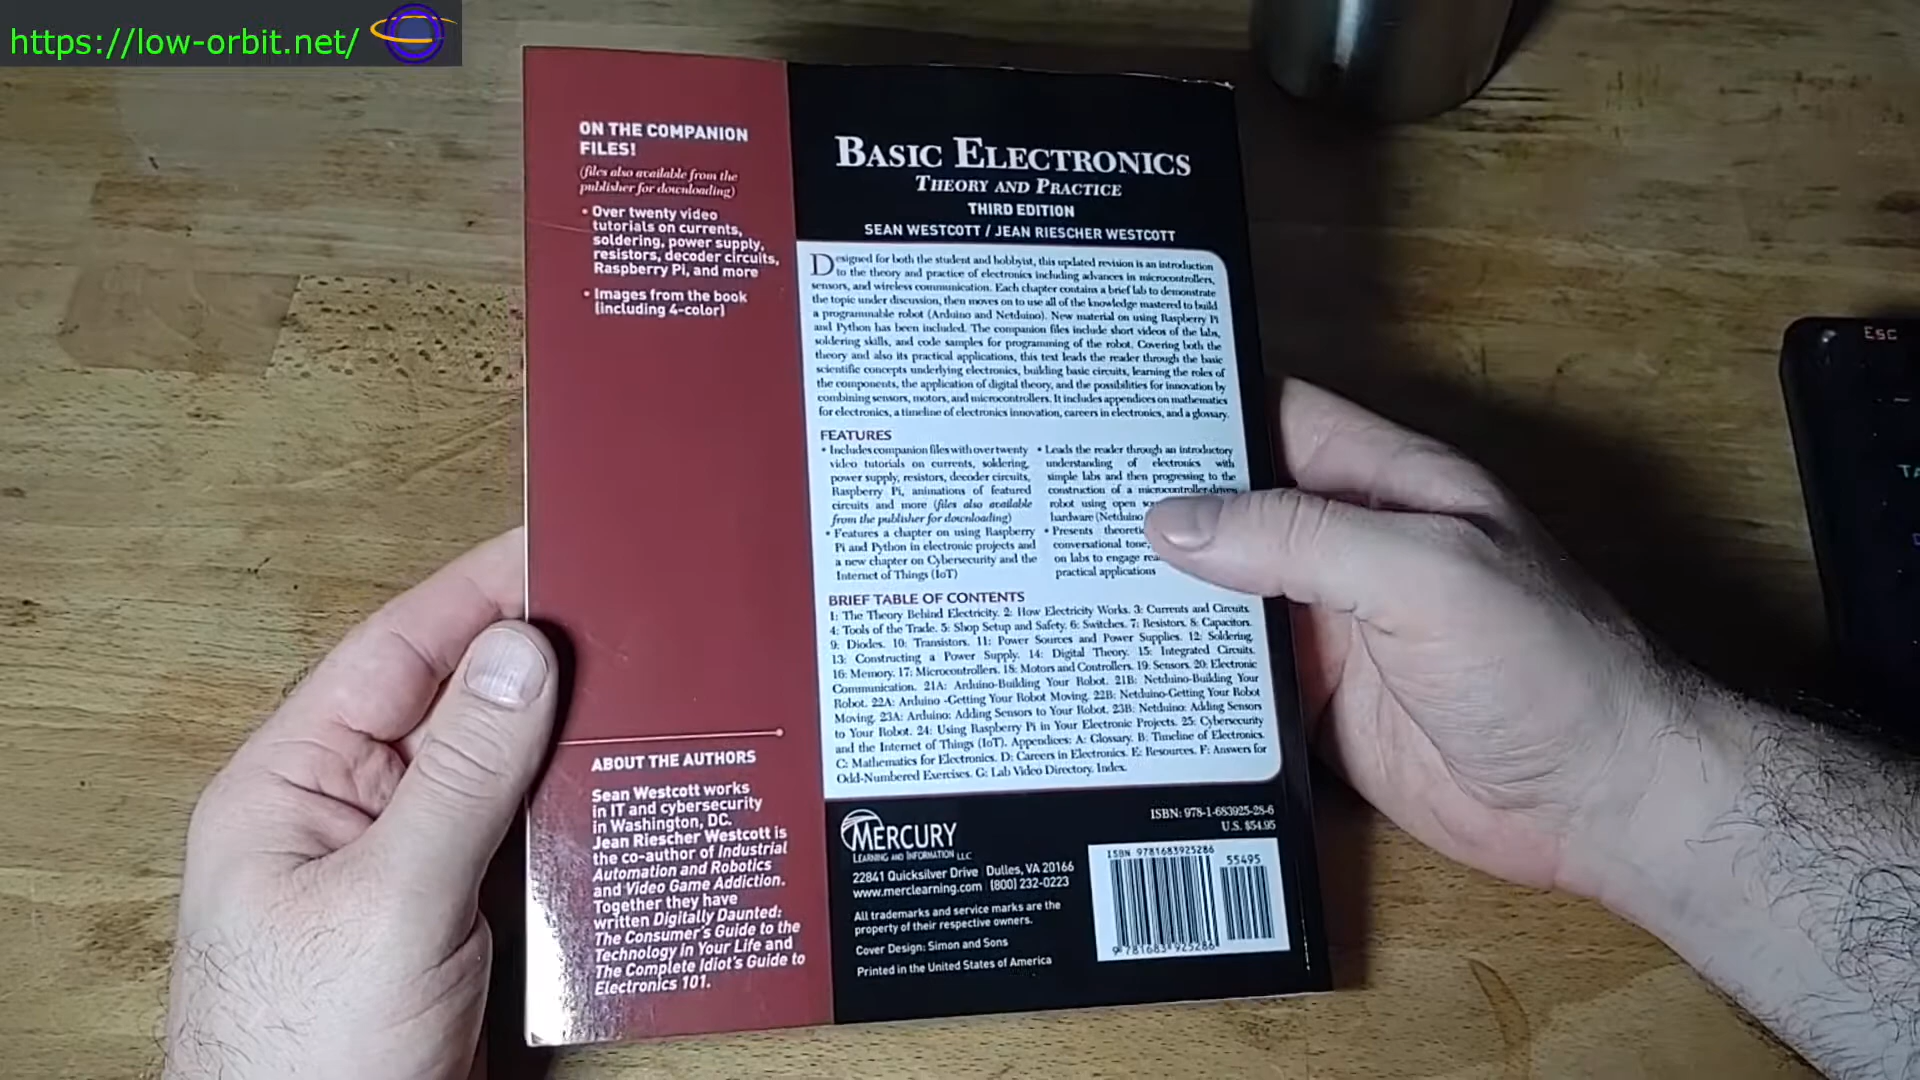 https://low-orbit.net/
ON THE COMPANION
FILES!
(files also available from the
publisher for downloading)
• Over twenty video
tutorials on currents,
soldering, power supply,
resistors, decoder circuits,
Raspberry Pi, and more
• Images from the book
(including 4-color)
ABOUT THE AUTHORS
Sean Westcott works
in IT and cybersecurity
in Washington, DC.
Jean Riescher Westcott is
the co-author of Industrial
Automation and Robotics
and Video Game Addiction.
Together they have
written Digitally Daunted:
The Consumer's Guide to the
Technology in Your Life and
The Complete Idiot's Guide to
Electronics 101.
BASIC ELECTRONICS
THEORY AND PRACTICE
THIRD EDITION
SEAN WESTCOTT / JEAN RIESCHER WESTCOTT
Designed for both the student and hobbyist, this updated revision is an introduction
to the theory and practice of electronics including advances in microcontrollers,
sensors, and wireless communication. Each chapter contains a brief lab to demonstrate
the topic under discussion, then moves on to use all of the knowledge mastered to build
a programmable robot (Arduino and Netduino). New material on using Raspberry Pi
and Python has been included. The companion files include short videos of the labs,
soldering skills, and code samples for programming of the robot. Covering both the
theory and also its practical applications, this text leads the reader through the basic
scientific concepts underlying electronics, building basic circuits, learning the roles of
the components, the application of digital theory, and the possibilities for innovation by
combining sensors, motors, and microcontrollers. It includes appendices on mathematics
for electronics, a timeline of electronics innovation, careers in electronics, and a glossary.
FEATURES
• Includes companion files with over twenty
video tutorials on currents, soldering,
power supply, resistors, decoder circuits,
Raspberry Pi, animations of featured
circuits and more (files also available
from the publisher for downloading)
• Features a chapter on using Raspberry
Pi and Python in electronic projects and
a new chapter on Cybersecurity and the
Internet of Things (IoT)
• Leads the reader through an introductory
understanding of electronics with
simple labs and then progressing to the
construction of a microcontroller-driven
robot using open
hardware (Netduino
• Presents
conversational tone,
on labs to engage
practical applications
BRIEF TABLE OF CONTENTS
1: The Theory Behind Electricity. 2: How Electricity Works. 3: Currents and Circuits.
4: Tools of the Trade. 5: Shop Setup and Safety. 6: Switches. 7: Resistors. 8: Capacitors.
9: Diodes. 10: Transistors. 11: Power Sources and Power Supplies. 12: Soldering.
13: Constructing a Power Supply. 14: Digital Theory. 15: Integrated Circuits.
16: Memory. 17: Microcontrollers. 18: Motors and Controllers. 19: Sensors. 20: Electronic
Communication. 21A: Arduino-Building Your Robot. 21B: Netduino-Building Your
Robot. 22A: Arduino -Getting Your Robot Moving. 22B: Netduino-Getting Your Robot
Moving. 23A: Arduino: Adding Sensors to Your Robot. 23B: Netduino: Adding Sensors
to Your Robot. 24: Using Raspberry Pi in Your Electronic Projects. 25: Cybersecurity
and the Internet of Things (IoT). Appendices: A: Glossary. B: Timeline of Electronics.
C: Mathematics for Electronics. D: Careers in Electronics. E: Resources. F: Answers for
Odd-Numbered Exercises. G: Lab Video Directory. Index.
MERCURY
LEARNING AND INFORMATION LLC
22841 Quicksilver Drive | Dulles, VA 20166
www.merclearning.com | (800) 232-0223
All trademarks and service marks are the
property of their respective owners.
Cover Design: Simon and Sons
Printed in the United States of America
ISBN: 978-1-683925-28-6
U.S. $54.95
ISBN 9781683925286
55495
9 781683 925286
ESC